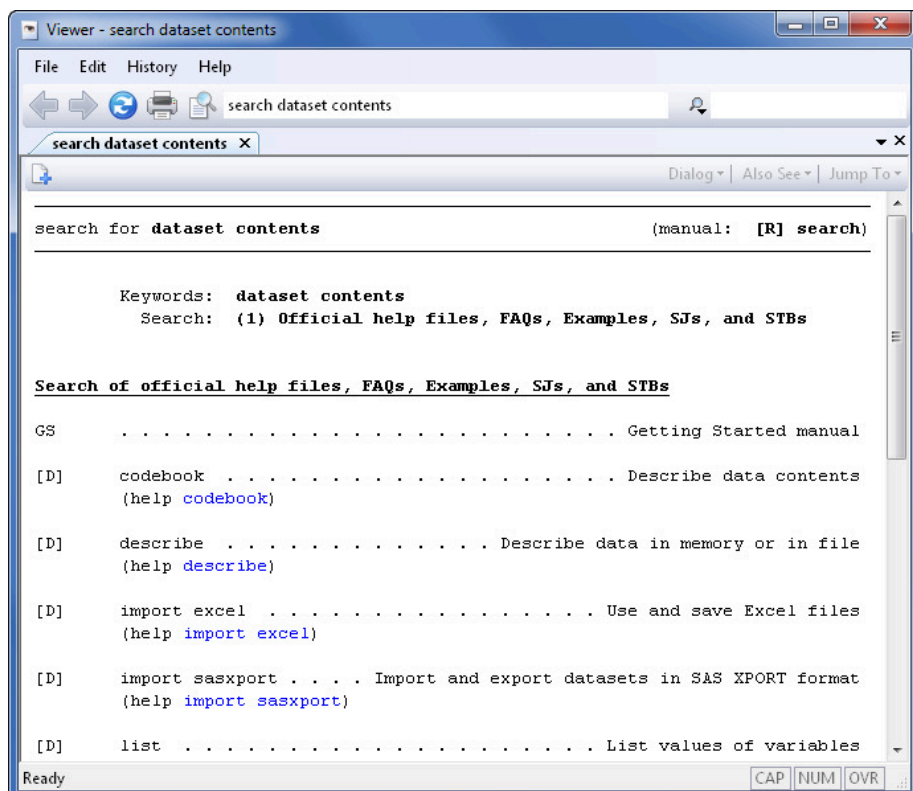 Viewer - search dataset contents
File Edit History Help
search dataset contents
search dataset contents X
Dialog | Also See | Jump To
search for dataset contents (manual: [R] search)
Keywords: dataset contents
Search: (1) Official help files, FAQs, Examples, SJs, and STBs
Search of official help files, FAQs, Examples, SJs, and STBs
GS . . . . . . . . . . . . . . . . . . . . . . . . . . Getting Started manual
[D] codebook . . . . . . . . . . . . . . . . . . . . . Describe data contents
(help codebook)
[D] describe . . . . . . . . . . . . . . Describe data in memory or in file
(help describe)
[D] import excel . . . . . . . . . . . . . . . . . Use and save Excel files
(help import excel)
[D] import sasxport . . . . Import and export datasets in SAS XPORT format
(help import sasxport)
[D] list . . . . . . . . . . . . . . . . . . . . . . List values of variables
Ready CAP NUM OVR